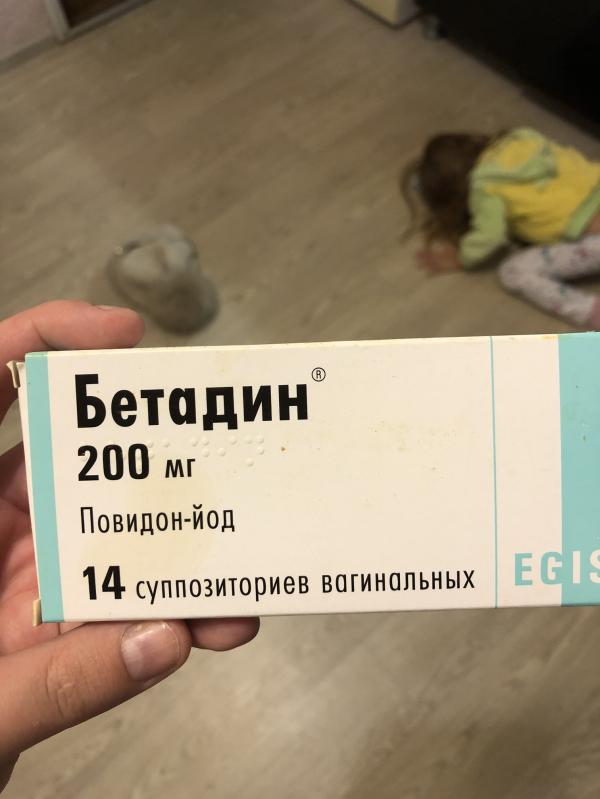 Бетадин®
200 мг
Повидон-йод
14 суппозиториев вагинальных
EGIS